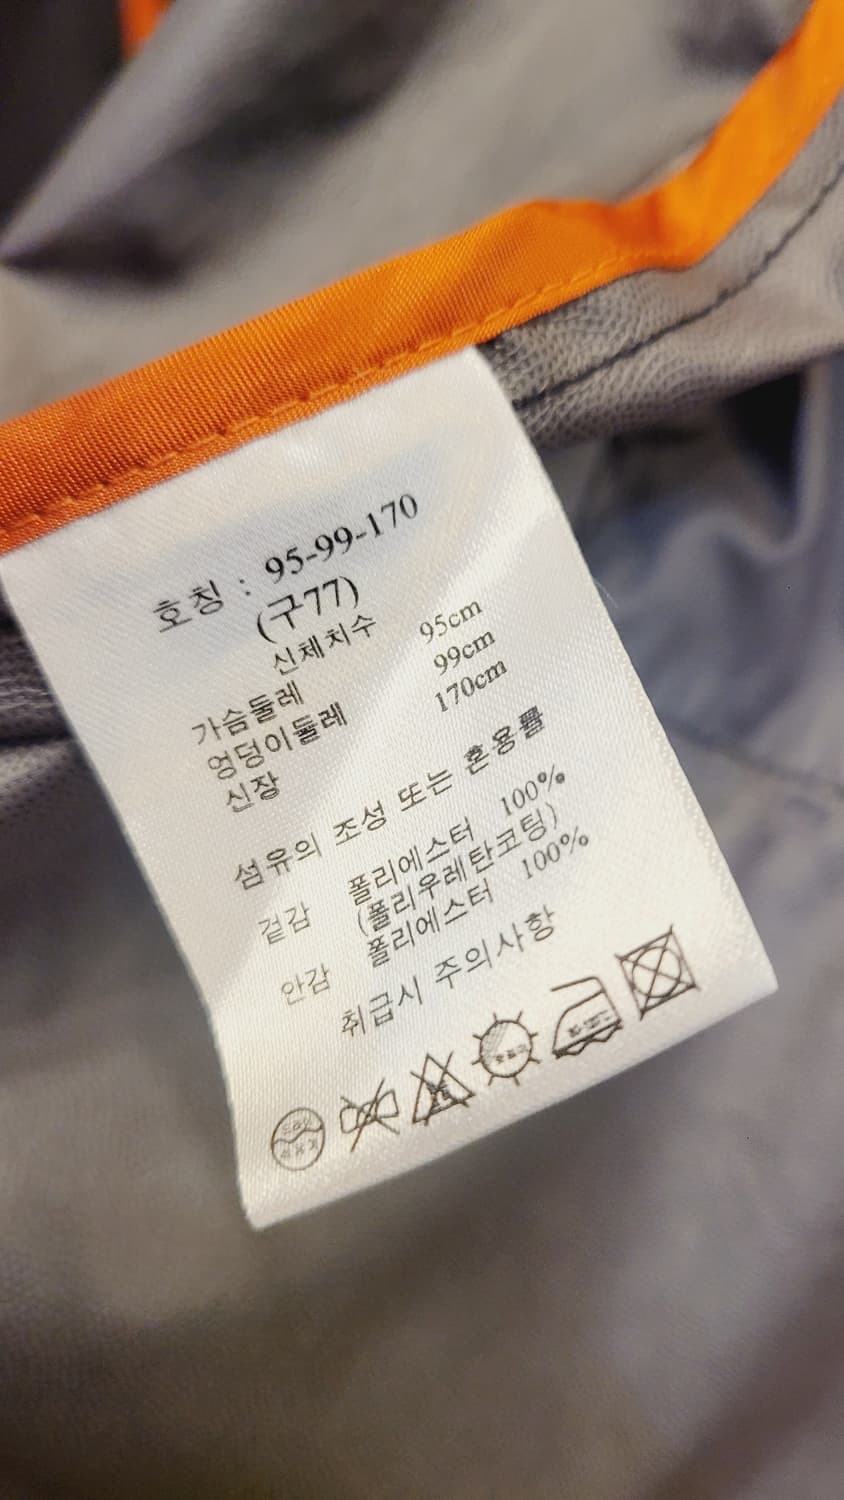 호칭 : 95-99-170
(구77)
신체치수
가슴둘레 95cm
엉덩이둘레 99cm
신장 170cm
섬유의 조성 또는 혼용률
겉감 폴리에스터 100%
(폴리우레탄코팅)
안감 폴리에스터 100%
취급시 주의사항